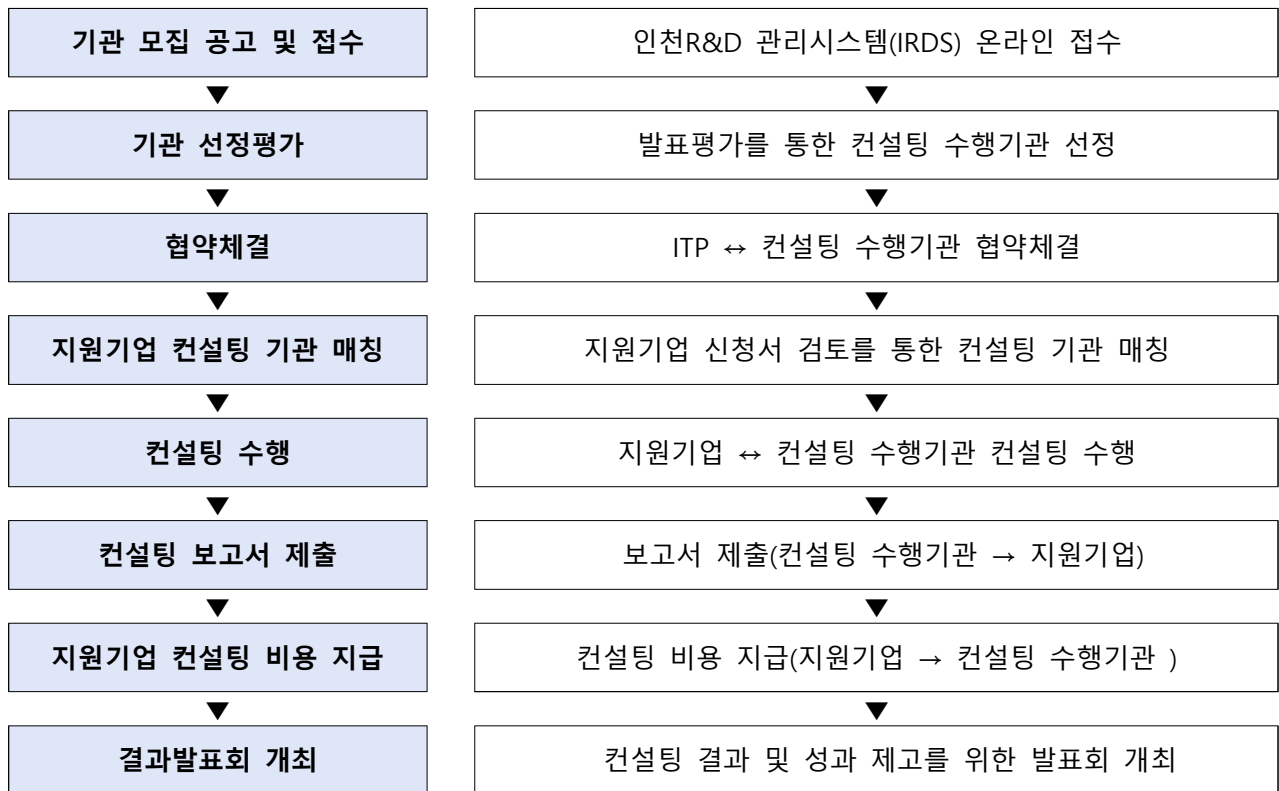 기관 모집 공고 및 접수
인천R&D 관리시스템(IRDS) 온라인 접수
▼
▼
기관 선정평가
발표평가를 통한 컨설팅 수행기관 선정
▼
▼
협약체결
ITP ↔ 컨설팅 수행기관 협약체결
▼
▼
지원기업 컨설팅 기관 매칭
지원기업 신청서 검토를 통한 컨설팅 기관 매칭
▼
▼
컨설팅 수행
지원기업 ↔ 컨설팅 수행기관 컨설팅 수행
▼
▼
컨설팅 보고서 제출
보고서 제출(컨설팅 수행기관 → 지원기업)
▼
▼
지원기업 컨설팅 비용 지급
컨설팅 비용 지급(지원기업 → 컨설팅 수행기관 )
▼
▼
결과발표회 개최
컨설팅 결과 및 성과 제고를 위한 발표회 개최